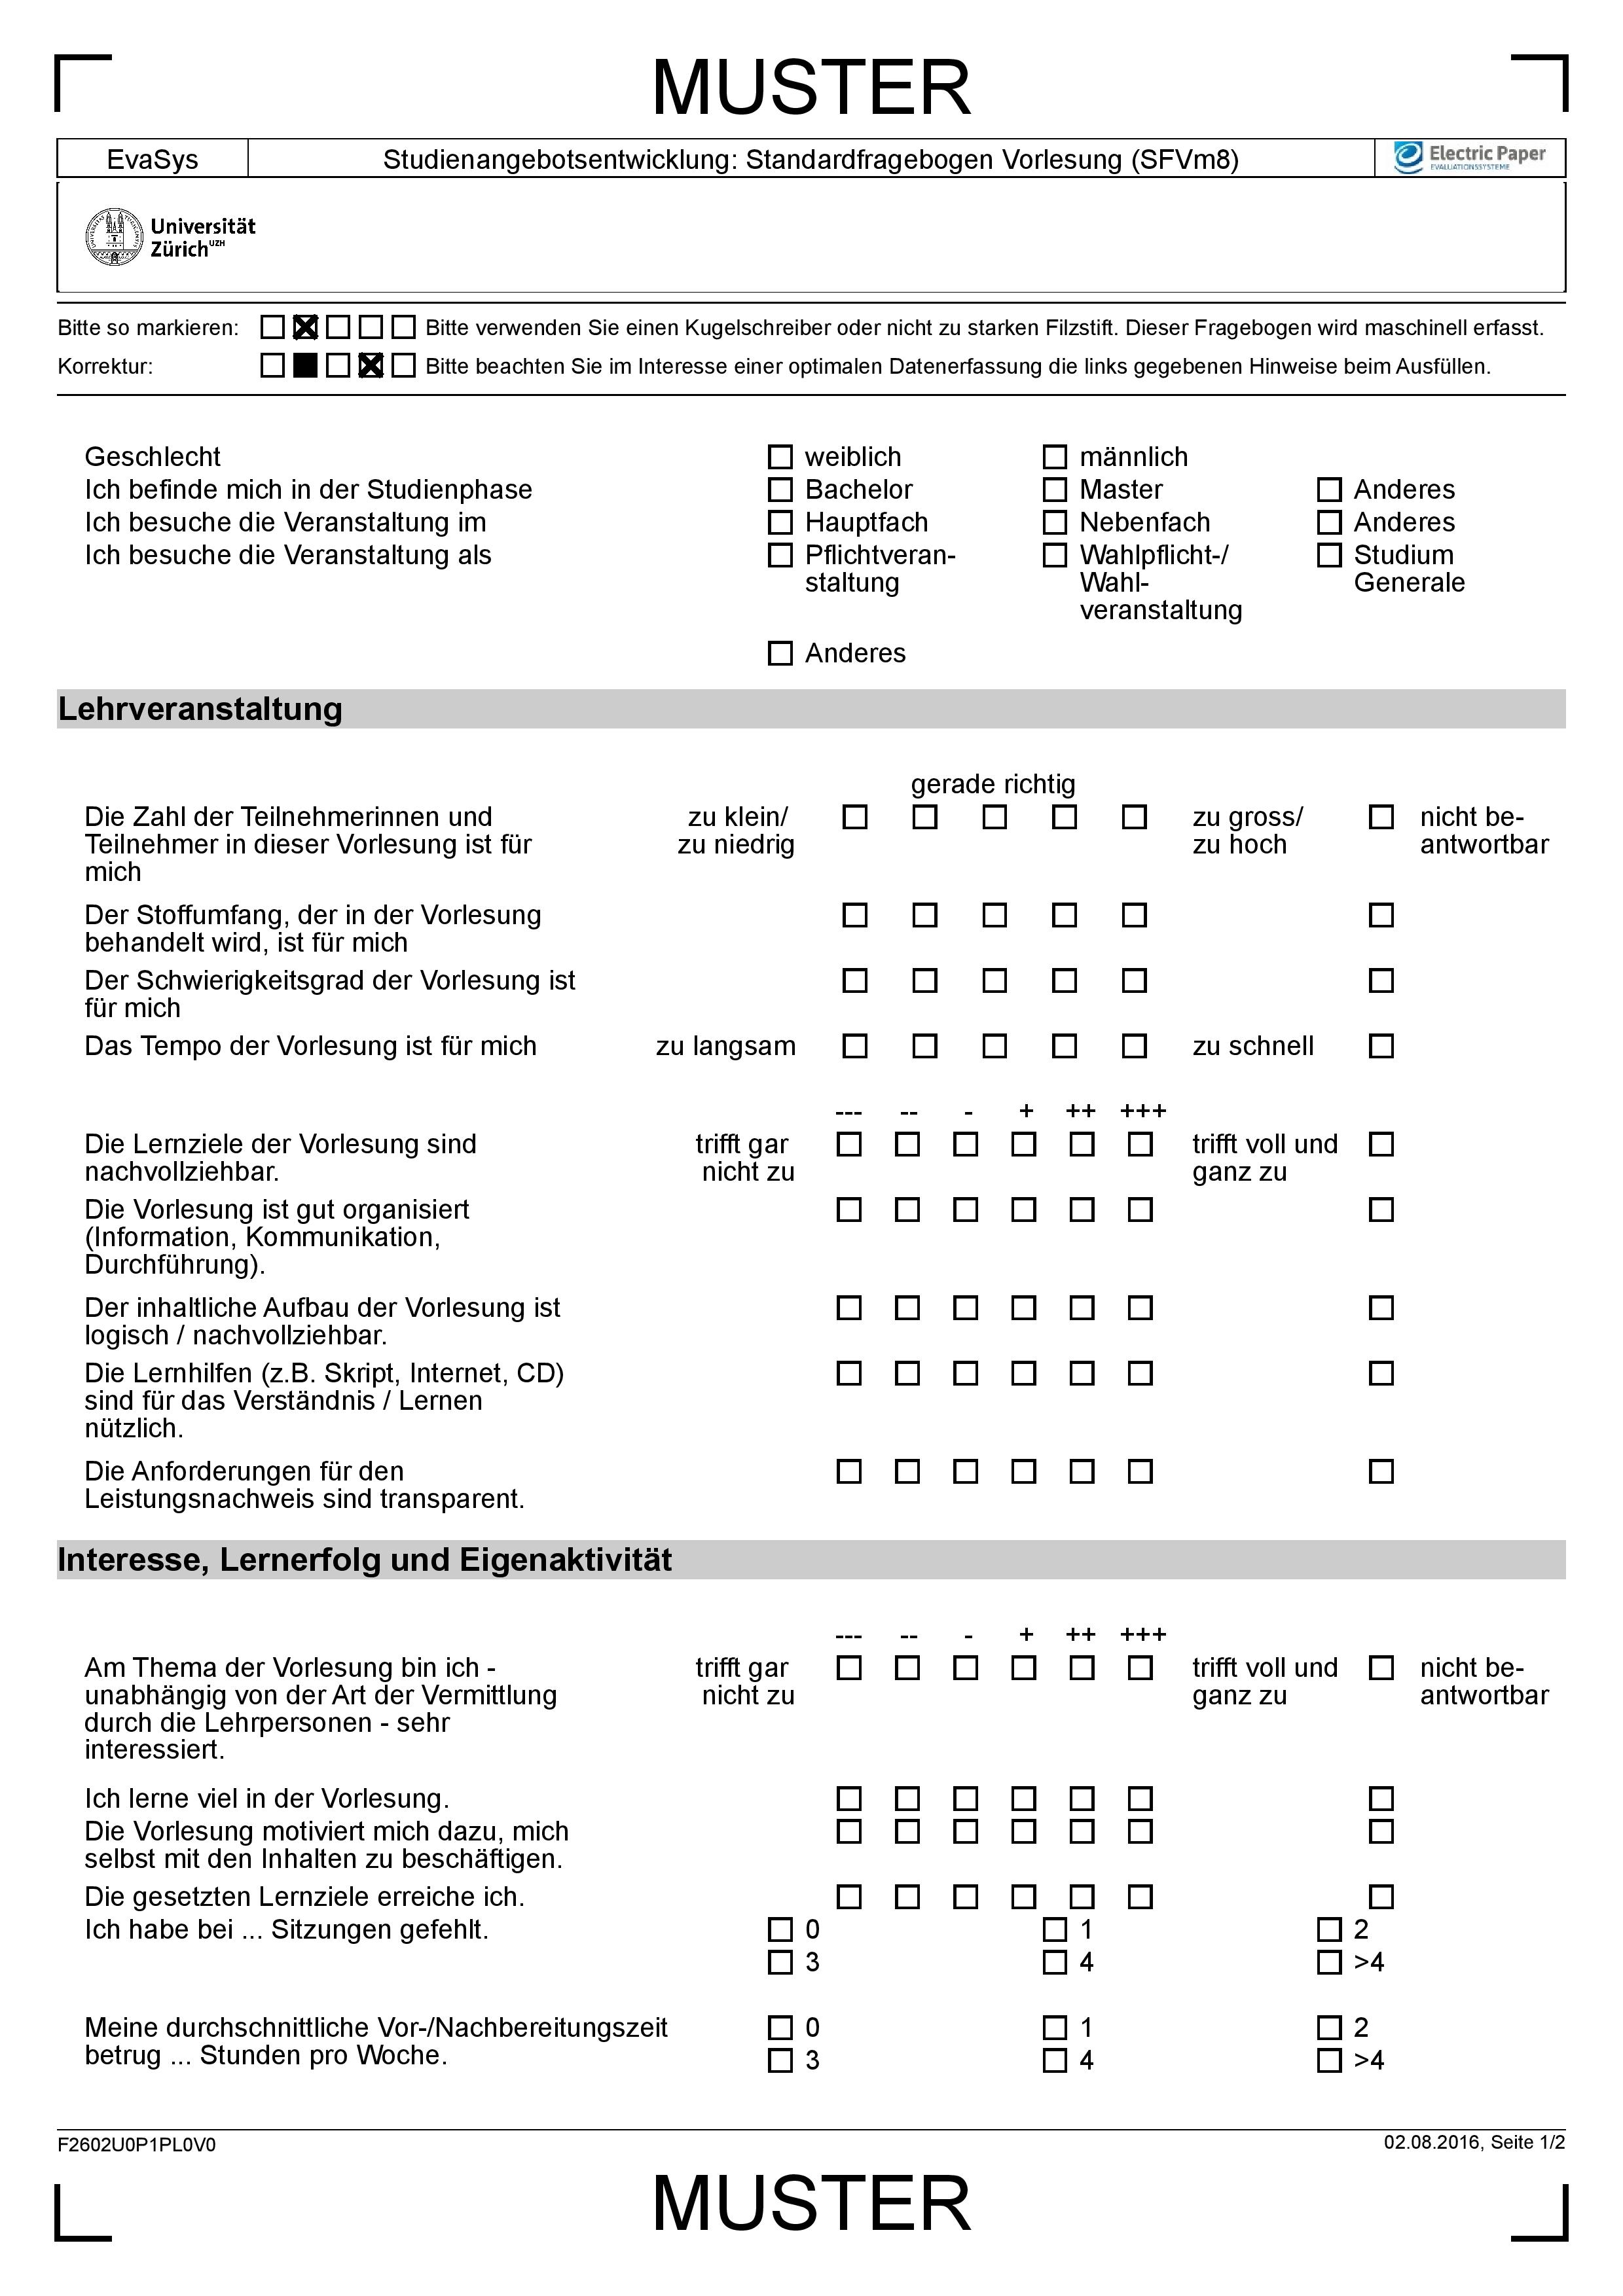 MUSTER
EvaSys Studienangebotsentwicklung: Standardfragebogen Vorlesung (SFVm8) Electric Paper
EVALUATIONSSYSTEME
Universität
Zürich UZH
Bitte so markieren: Bitte verwenden Sie einen Kugelschreiber oder nicht zu starken Filzstift. Dieser Fragebogen wird maschinell erfasst.
Korrektur: Bitte beachten Sie im Interesse einer optimalen Datenerfassung die links gegebenen Hinweise beim Ausfüllen.
Geschlecht weiblich männlich
Ich befinde mich in der Studienphase Bachelor Master Anderes
Ich besuche die Veranstaltung im Hauptfach Nebenfach Anderes
Ich besuche die Veranstaltung als Pflichtveran- Wahlpflicht-/ Studium
staltung Wahl- Generale
veranstaltung
Anderes
Lehrveranstaltung
gerade richtig
Die Zahl der Teilnehmerinnen und zu klein/ zu gross/ nicht be-
Teilnehmer in dieser Vorlesung ist für zu niedrig zu hoch antwortbar
mich
Der Stoffumfang, der in der Vorlesung
behandelt wird, ist für mich
Der Schwierigkeitsgrad der Vorlesung ist
für mich
Das Tempo der Vorlesung ist für mich zu langsam zu schnell
--- -- - + ++ +++
Die Lernziele der Vorlesung sind trifft gar trifft voll und
nachvollziehbar. nicht zu ganz zu
Die Vorlesung ist gut organisiert
(Information, Kommunikation,
Durchführung).
Der inhaltliche Aufbau der Vorlesung ist
logisch / nachvollziehbar.
Die Lernhilfen (z.B. Skript, Internet, CD)
sind für das Verständnis / Lernen
nützlich.
Die Anforderungen für den
Leistungsnachweis sind transparent.
Interesse, Lernerfolg und Eigenaktivität
--- -- - + ++ +++
Am Thema der Vorlesung bin ich - trifft gar trifft voll und nicht be-
unabhängig von der Art der Vermittlung nicht zu ganz zu antwortbar
durch die Lehrpersonen - sehr
interessiert.
Ich lerne viel in der Vorlesung.
Die Vorlesung motiviert mich dazu, mich
selbst mit den Inhalten zu beschäftigen.
Die gesetzten Lernziele erreiche ich.
Ich habe bei ... Sitzungen gefehlt. 0 1 2
3 4 >4
Meine durchschnittliche Vor-/Nachbereitungszeit 0 1 2
betrug ... Stunden pro Woche. 3 4 >4
F2602U0P1PL0V0 02.08.2016, Seite 1/2
MUSTER